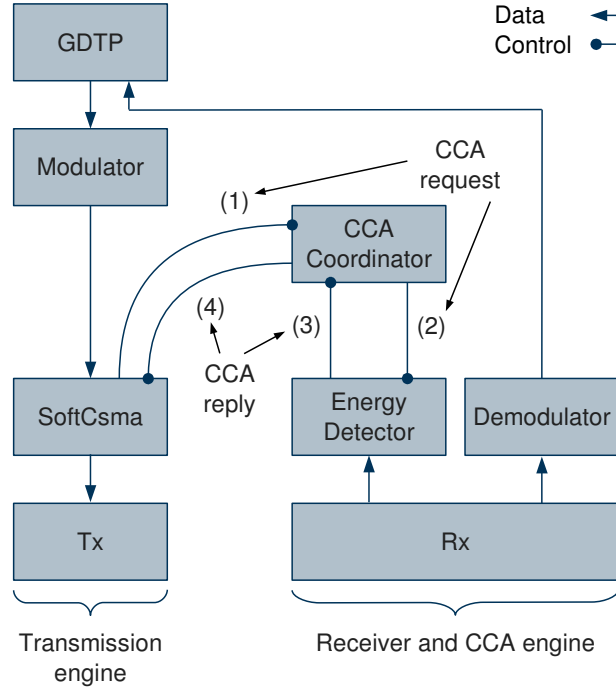 Data
Control
GDTP
Modulator
CCA
request
(1)
CCA
Coordinator
(4)
(3)
(2)
CCA
reply
SoftCsma
Energy
Detector
Demodulator
Tx
Rx
Transmission
engine
Receiver and CCA engine